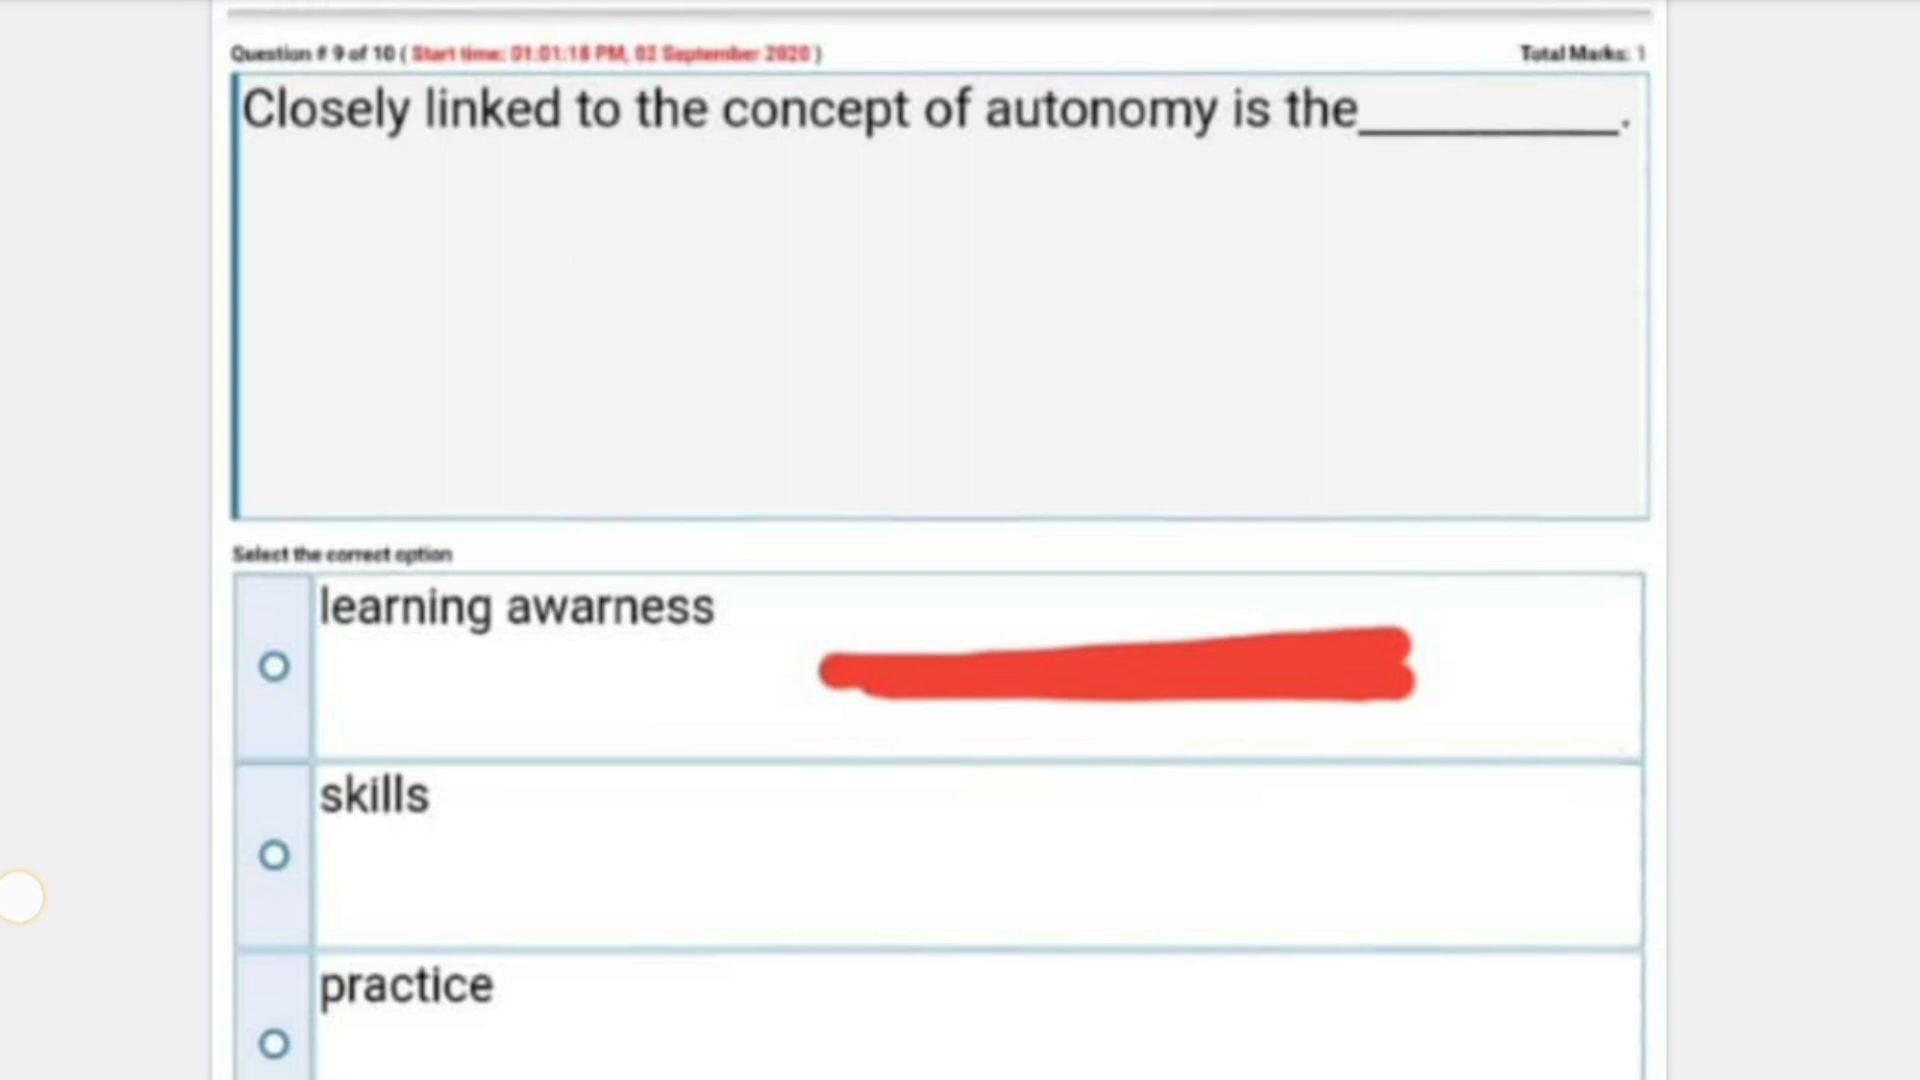 Question # 9 of 10 ( Start time: 01:01:18 PM, 02 September 2020 )
Total Marks: 1
Closely linked to the concept of autonomy is the__________.
Select the correct option
learning awarness
skills
practice